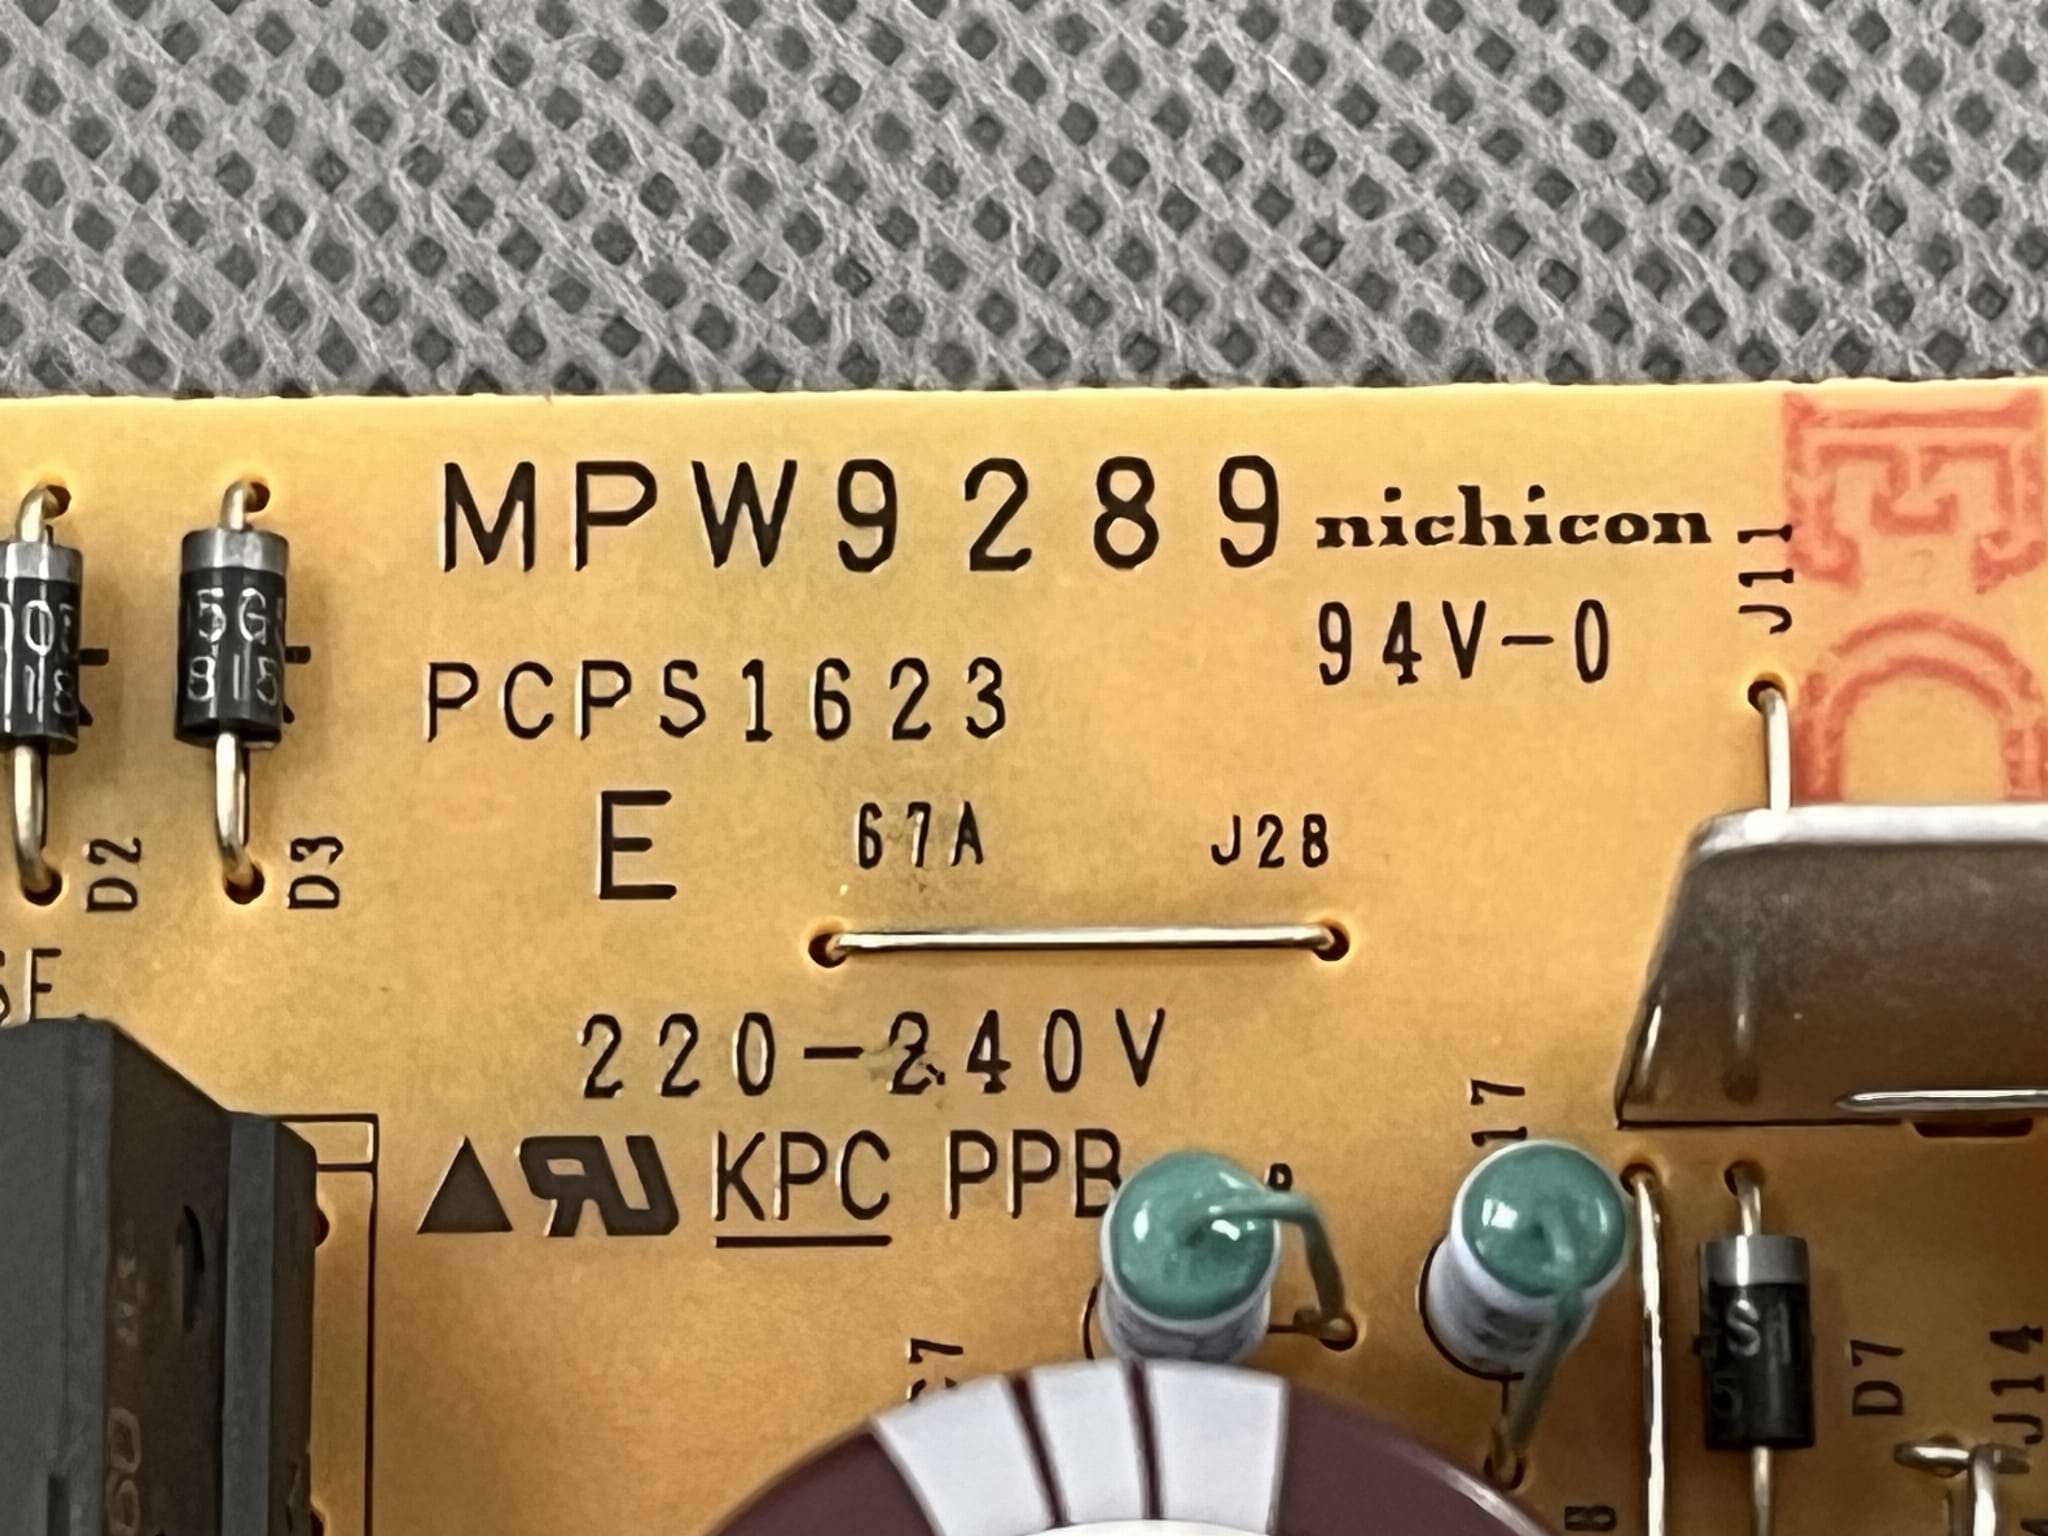 MPW9289 nichicon
94V-0
J11
PCPS1623
E 67A J28
D2
D3
220-240V
KPC PPB
D7
J14